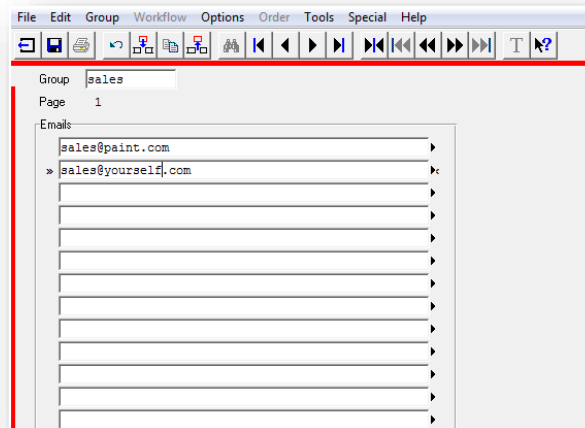 File Edit Group Workflow Options Order Tools Special Help
T ?
Group sales
Page 1
Emails
sales@paint.com
» sales@yourself.com